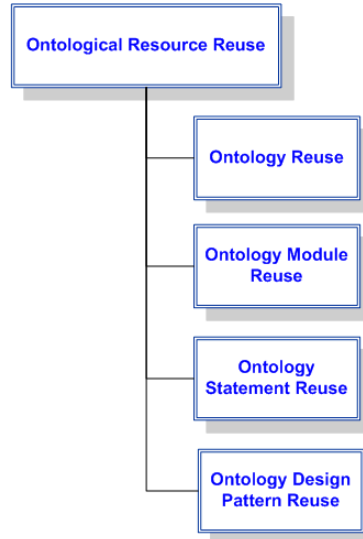 Ontological Resource Reuse
Ontology Reuse
Ontology Module
Reuse
Ontology
Statement Reuse
Ontology Design
Pattern Reuse